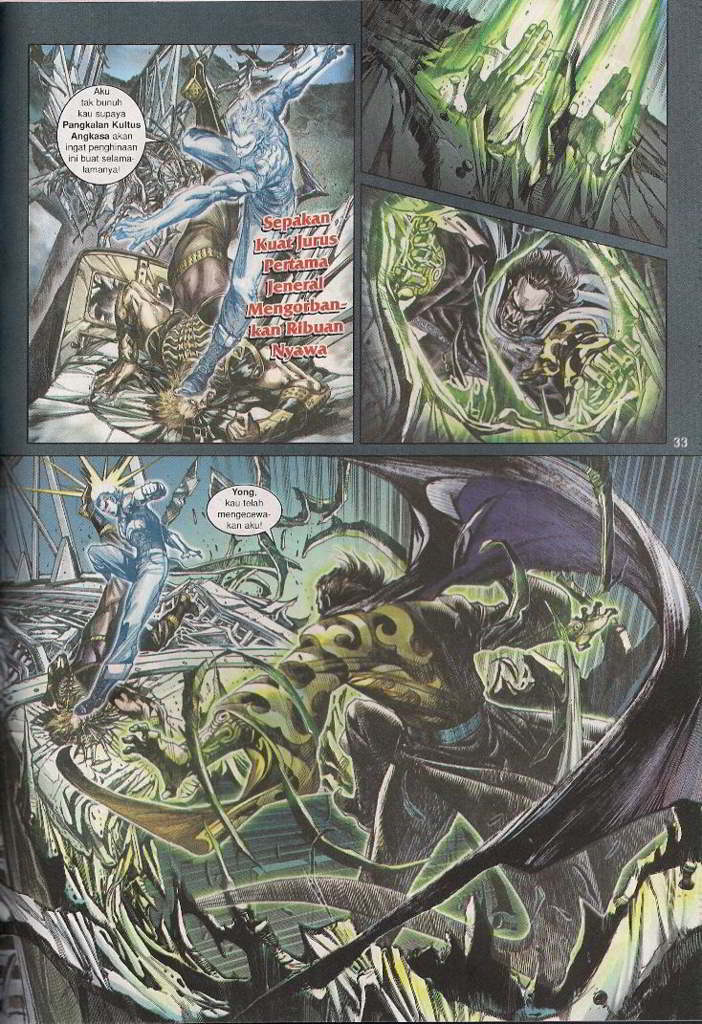 Aku
tak bunuh
kau supaya
Pangkalan Kultus
Angkasa akan
ingat penghinaan
ini buat selama-
lamanya!
Sepakan
Kuat Jurus
Pertama
Jeneral
Mengorban-
kan Ribuan
Nyawa
33
Yong,
kau telah
mengecewa-
kan aku!